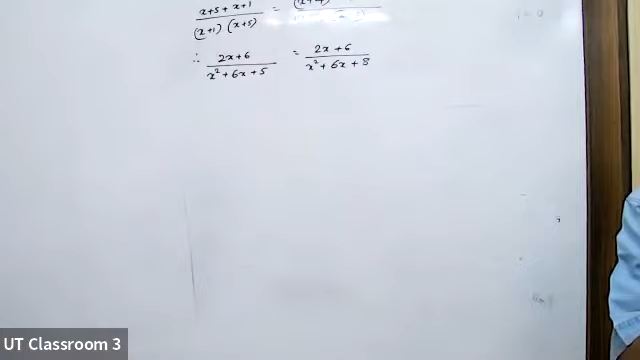 x+5 + x+1 / (x+1) (x+5) =
∴ 2x+6 / x² + 6x + 5 = 2x + 6 / x² + 6x + 8
UT Classroom 3